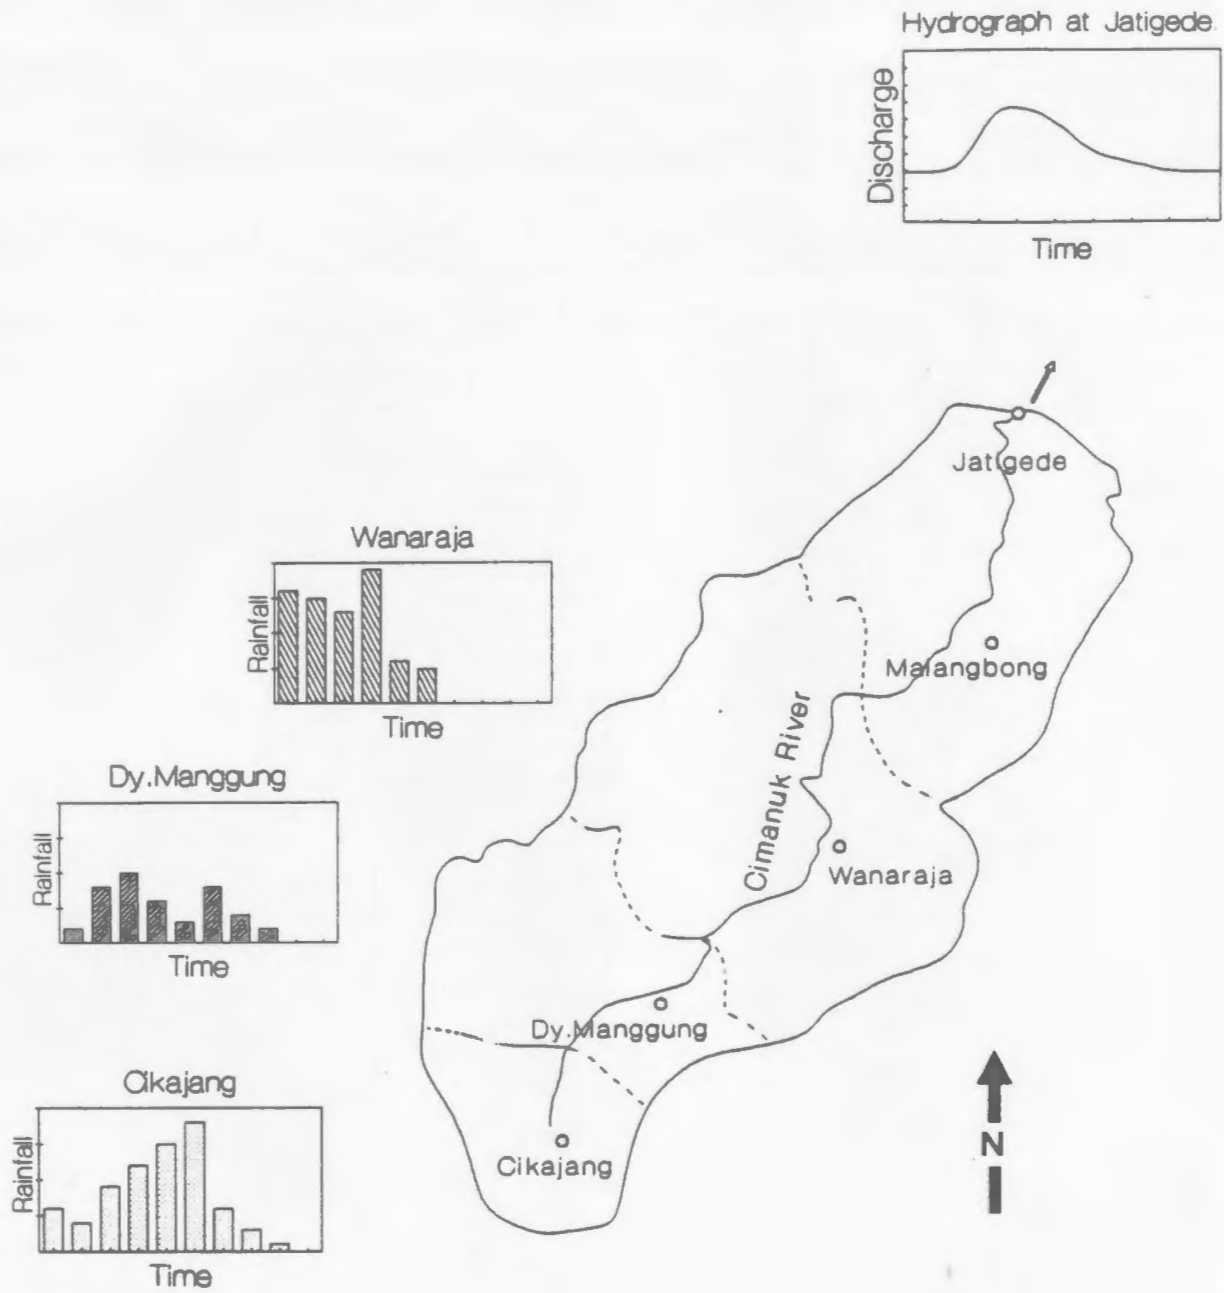 Hydrograph at Jatigede.
Discharge
Time
Jatigede
Wanaraja
Rainfall
Time
Malangbong
Cimanuk River
Dy.Manggung
Rainfall
Time
Wanaraja
Dy.Manggung
Cikajang
Rainfall
Time
Cikajang
N